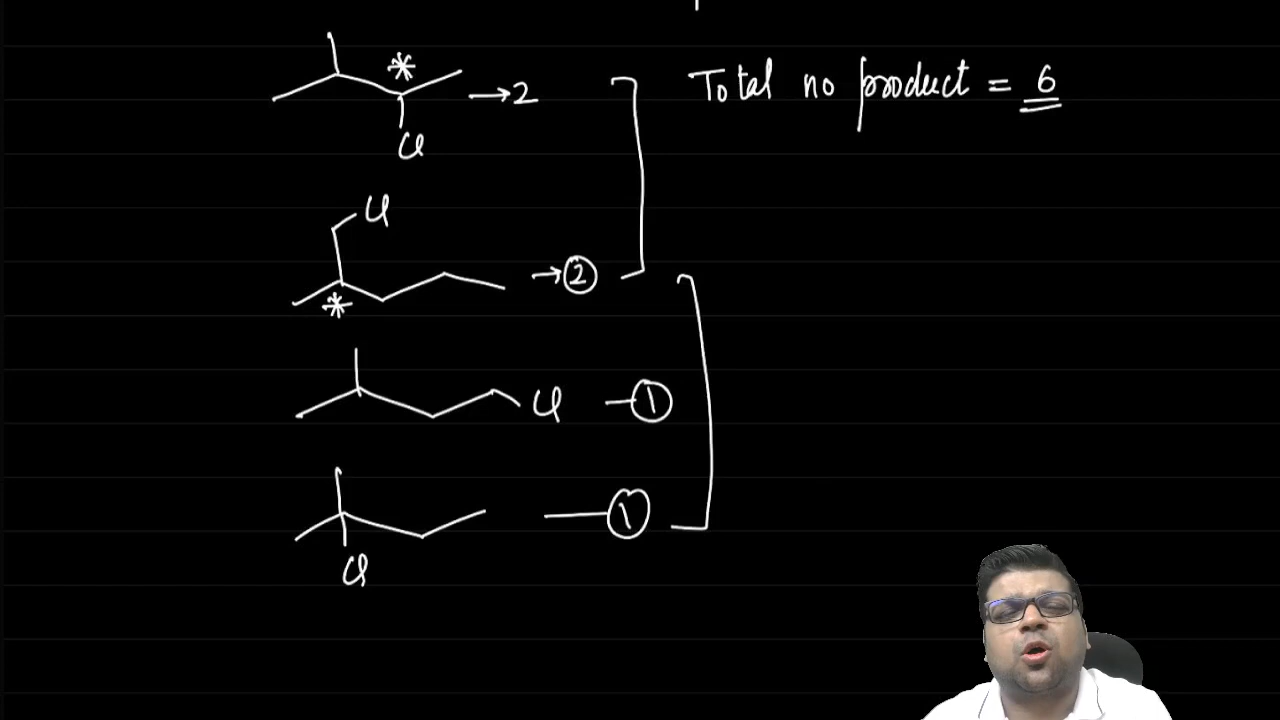 * →2 Total no product = 6
Cl
Cl
* →2
Cl —1
—1
Cl